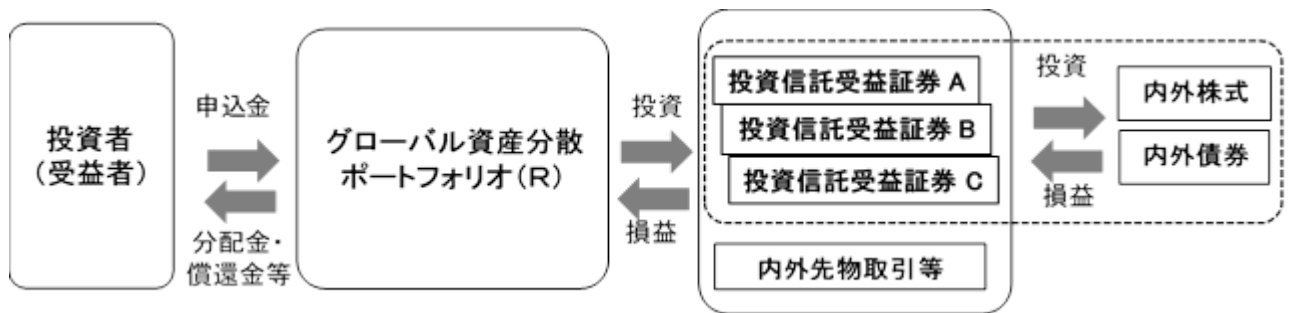 投資者
(受益者)
申込金
分配金・
償還金等
グローバル資産分散
ポートフォリオ(R)
投資
損益
投資信託受益証券 A
投資信託受益証券 B
投資信託受益証券 C
内外先物取引等
投資
損益
内外株式
内外債券